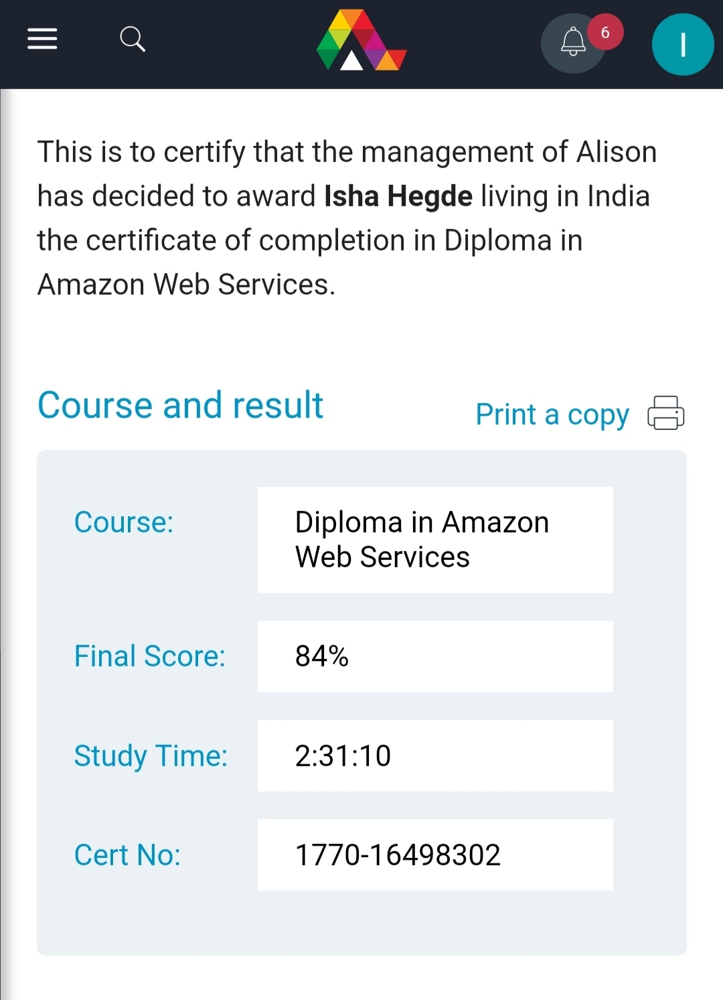 6
I
This is to certify that the management of Alison
has decided to award Isha Hegde living in India
the certificate of completion in Diploma in
Amazon Web Services.
Course and result
Print a copy
Course:
Diploma in Amazon
Web Services
Final Score:
84%
Study Time:
2:31:10
Cert No:
1770-16498302